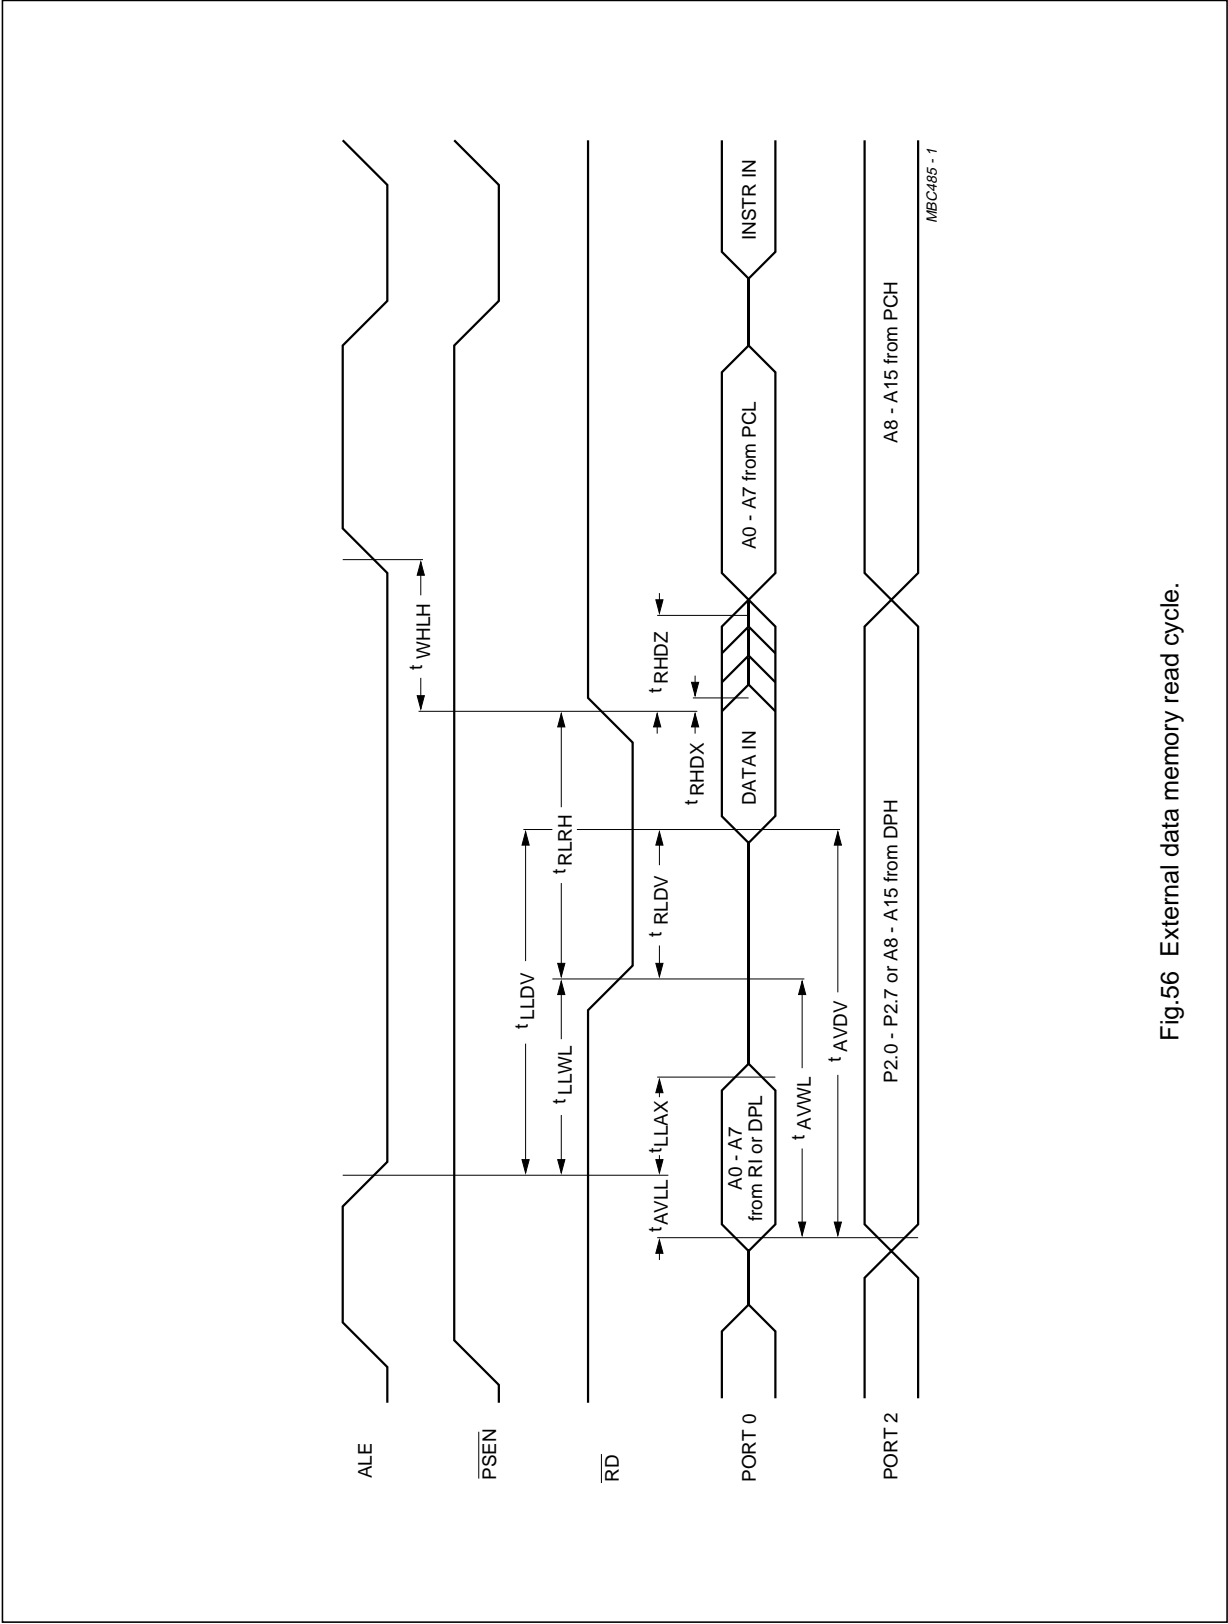 ALE
PSEN
RD
PORT 0
PORT 2
t WHLH
t LLDV
t LLWL
t RLRH
t AVLL
t LLAX
t RLDV
t RHDZ
t RHDX
A0 - A7
from RI or DPL
DATA IN
A0 - A7 from PCL
INSTR IN
t AVWL
t AVDV
P2.0 - P2.7 or A8 - A15 from DPH
A8 - A15 from PCH
MBC485 - 1
Fig.56 External data memory read cycle.